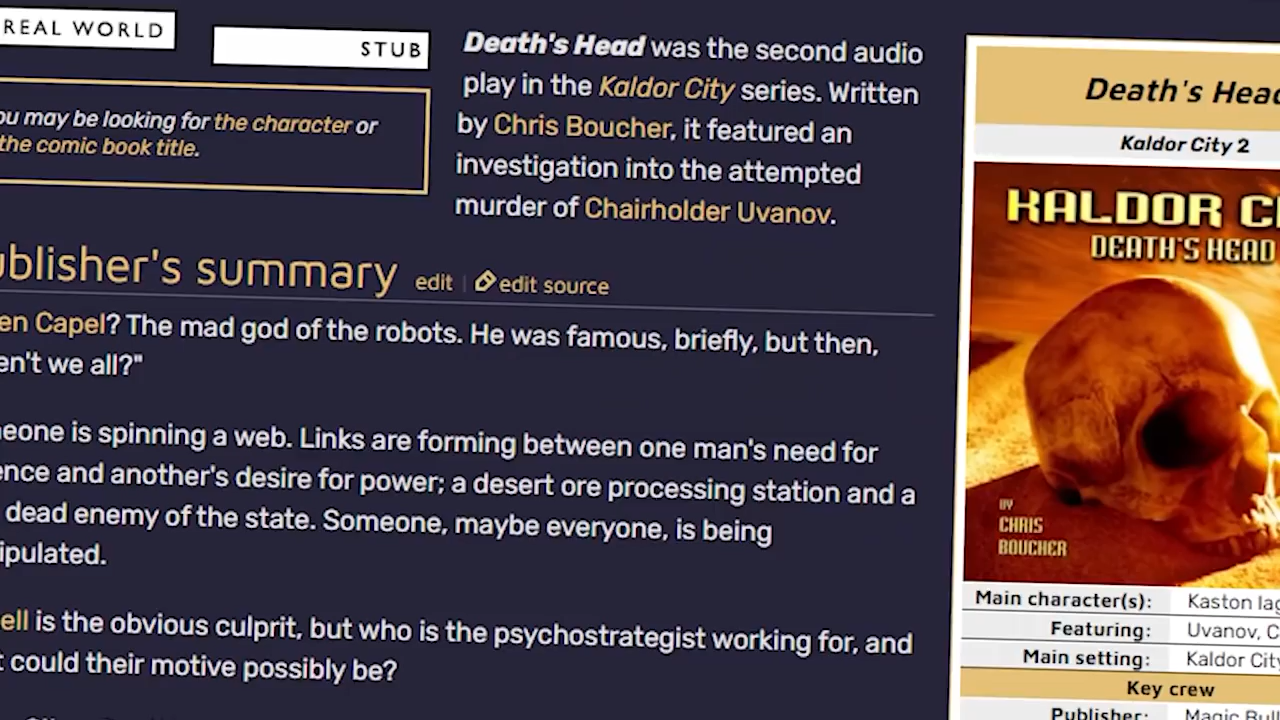 REAL WORLD
STUB
you may be looking for the character or
the comic book title.
Death's Head was the second audio
play in the Kaldor City series. Written
by Chris Boucher, it featured an
investigation into the attempted
murder of Chairholder Uvanov.
ublisher's summary edit edit source
en Capel? The mad god of the robots. He was famous, briefly, but then,
en't we all?"
eone is spinning a web. Links are forming between one man's need for
ence and another's desire for power; a desert ore processing station and a
dead enemy of the state. Someone, maybe everyone, is being
ipulated.
ell is the obvious culprit, but who is the psychostrategist working for, and
t could their motive possibly be?
Death's Head
Kaldor City 2
KALDOR CI
DEATH'S HEAD
BY
CHRIS
BOUCHER
Main character(s): Kaston Iag
Featuring: Uvanov, C
Main setting: Kaldor City
Key crew
Publisher: Magic Bull